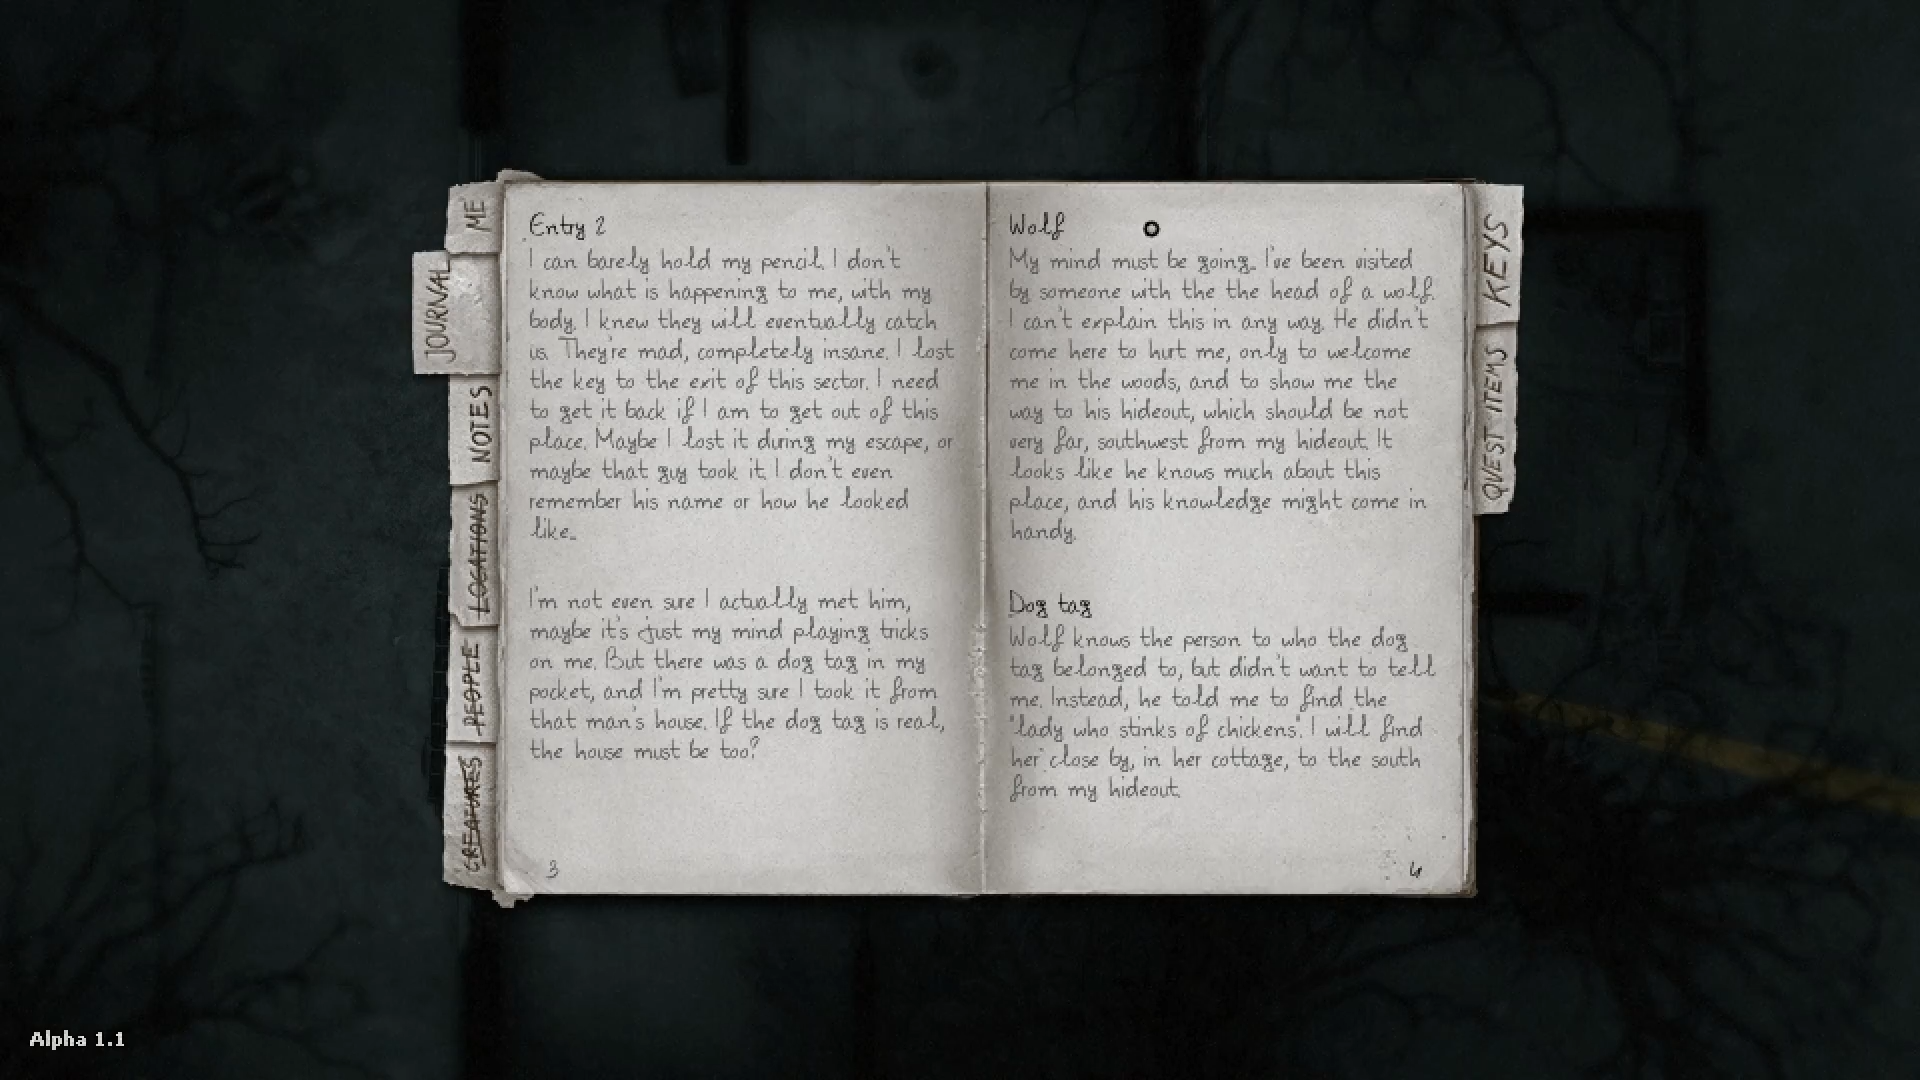 ME
JOURNAL
NOTES
LOCATIONS
PEOPLE
CREATURES
Entry 2
I can barely hold my pencil. I don't
know what is happening to me, with my
body. I knew they will eventually catch
us. They're mad, completely insane. I lost
the key to the exit of this sector. I need
to get it back if I am to get out of this
place. Maybe I lost it during my escape, or
maybe that guy took it. I don't even
remember his name or how he looked
like...
I'm not even sure I actually met him,
maybe it's just my mind playing tricks
on me. But there was a dog tag in my
pocket, and I'm pretty sure I took it from
that man's house. If the dog tag is real,
the house must be too?
3
Wolf
My mind must be going... I've been visited
by someone with the the head of a wolf.
I can't explain this in any way. He didn't
come here to hurt me, only to welcome
me in the woods, and to show me the
way to his hideout, which should be not
very far, southwest from my hideout. It
looks like he knows much about this
place, and his knowledge might come in
handy.
Dog tag
Wolf knows the person to who the dog
tag belonged to, but didn't want to tell
me. Instead, he told me to find the
"lady who stinks of chickens". I will find
her close by, in her cottage, to the south
from my hideout.
4
KEYS
QUEST ITEMS
Alpha 1.1